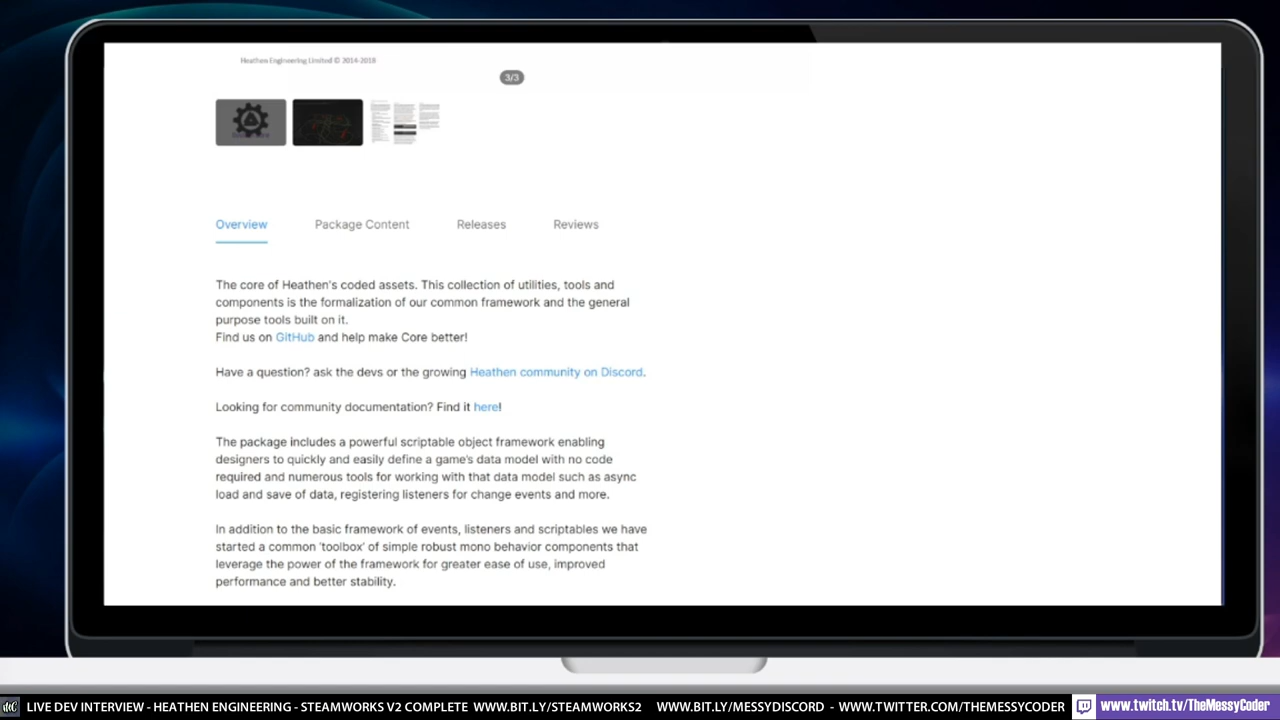 Heathen Engineering Limited © 2014-2018
3/3
Overview Package Content Releases Reviews
The core of Heathen's coded assets. This collection of utilities, tools and
components is the formalization of our common framework and the general
purpose tools built on it.
Find us on GitHub and help make Core better!
Have a question? ask the devs or the growing Heathen community on Discord.
Looking for community documentation? Find it here!
The package includes a powerful scriptable object framework enabling
designers to quickly and easily define a game's data model with no code
required and numerous tools for working with that data model such as async
load and save of data, registering listeners for change events and more.
In addition to the basic framework of events, listeners and scriptables we have
started a common 'toolbox' of simple robust mono behavior components that
leverage the power of the framework for greater ease of use, improved
performance and better stability.
LIVE DEV INTERVIEW - HEATHEN ENGINEERING - STEAMWORKS V2 COMPLETE WWW.BIT.LY/STEAMWORKS2 WWW.BIT.LY/MESSYDISCORD - WWW.TWITTER.COM/THEMESSYCODER www.twitch.tv/TheMessyCoder